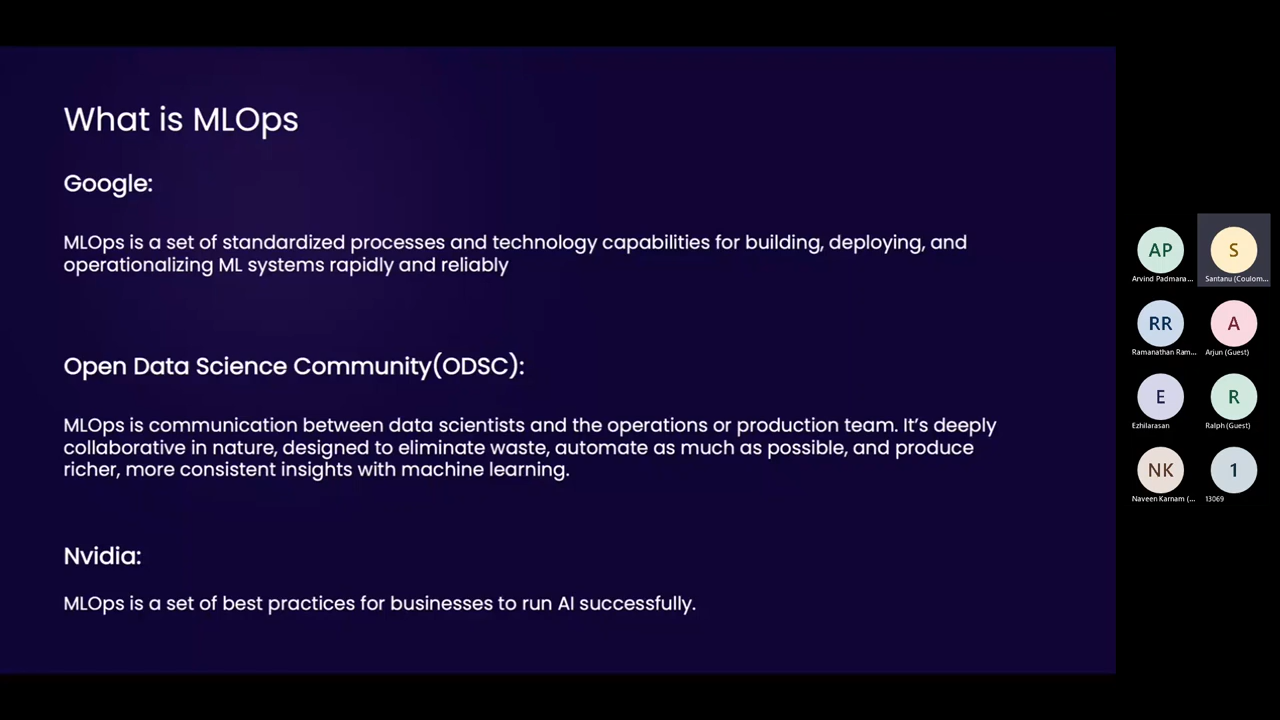 What is MLOps
Google:
MLOps is a set of standardized processes and technology capabilities for building, deploying, and
operationalizing ML systems rapidly and reliably
Open Data Science Community(ODSC):
MLOps is communication between data scientists and the operations or production team. It’s deeply
collaborative in nature, designed to eliminate waste, automate as much as possible, and produce
richer, more consistent insights with machine learning.
Nvidia:
MLOps is a set of best practices for businesses to run AI successfully.
AP
Arvind Padmana...
S
Santanu (Coulom...
RR
Ramanathan Ram...
A
Arjun (Guest)
E
Ezhilarasan
R
Ralph (Guest)
NK
Naveen Karnam (...
1
13069